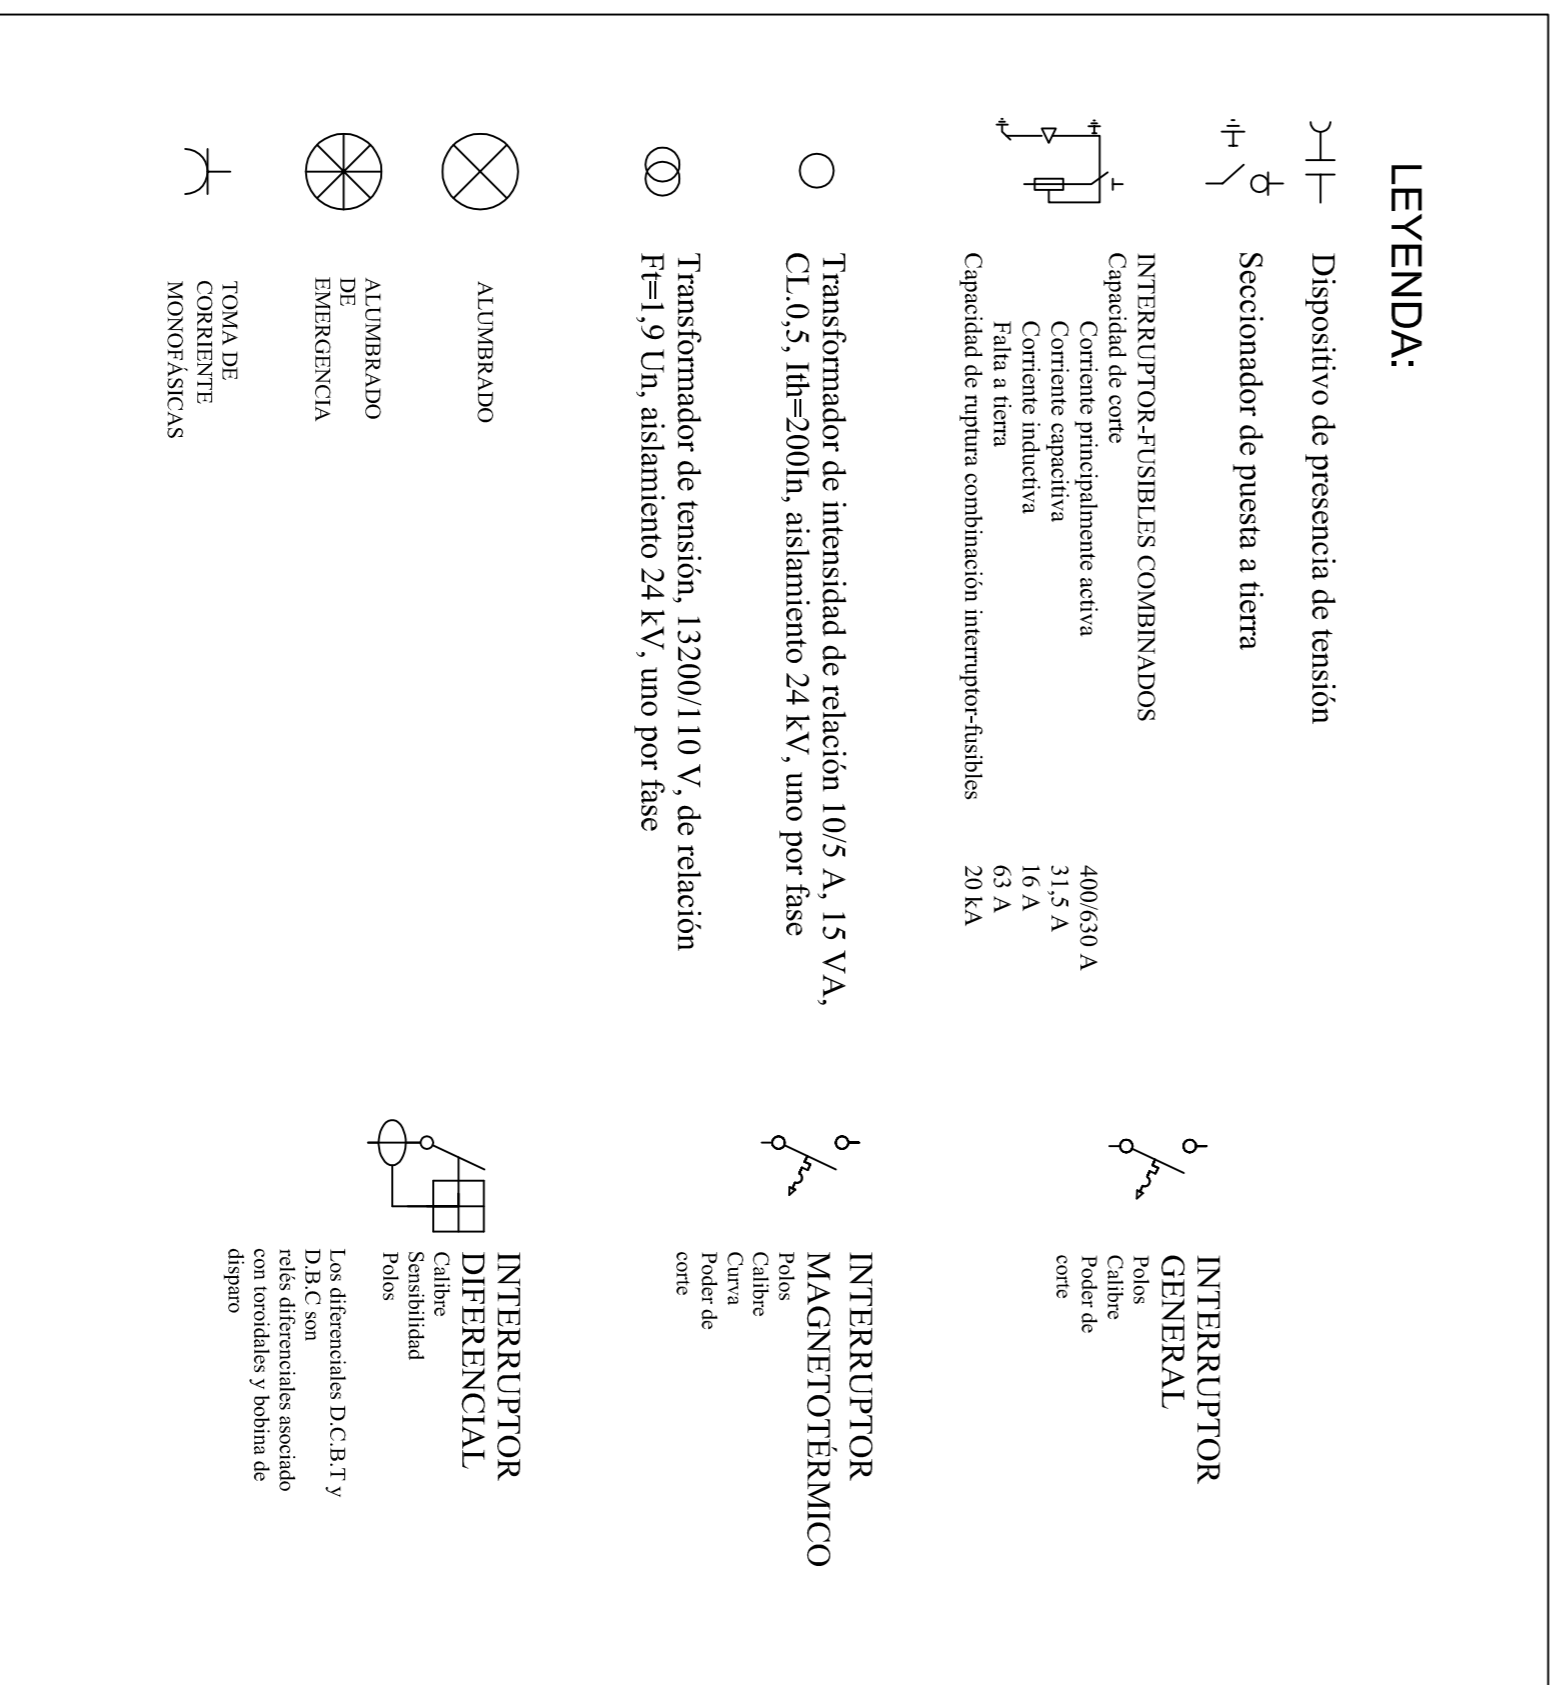 LEYENDA:
Dispositivo de presencia de tensión
Seccionador de puesta a tierra
INTERRUPTOR-FUSIBLES COMBINADOS
Capacidad de corte
Corriente principalmente activa 400/630 A
Corriente capacitiva 31,5 A
Corriente inductiva 16 A
Falta a tierra 63 A
Capacidad de ruptura combinación interruptor-fusibles 20 kA
Transformador de intensidad de relación 10/5 A, 15 VA,
CL.0,5, Ith=200In, aislamiento 24 kV, uno por fase
Transformador de tensión, 13200/110 V, de relación
Ft=1,9 Un, aislamiento 24 kV, uno por fase
ALUMBRADO
ALUMBRADO
DE
EMERGENCIA
TOMA DE
CORRIENTE
MONOFÁSICAS
INTERRUPTOR
GENERAL
Polos
Calibre
Poder de
corte
INTERRUPTOR
MAGNETOTÉRMICO
Polos
Calibre
Curva
Poder de
corte
INTERRUPTOR
DIFERENCIAL
Calibre
Sensibilidad
Polos
Los diferenciales D.C.B.T y
D.B.C son
relés diferenciales asociado
con toroidales y bobina de
disparo